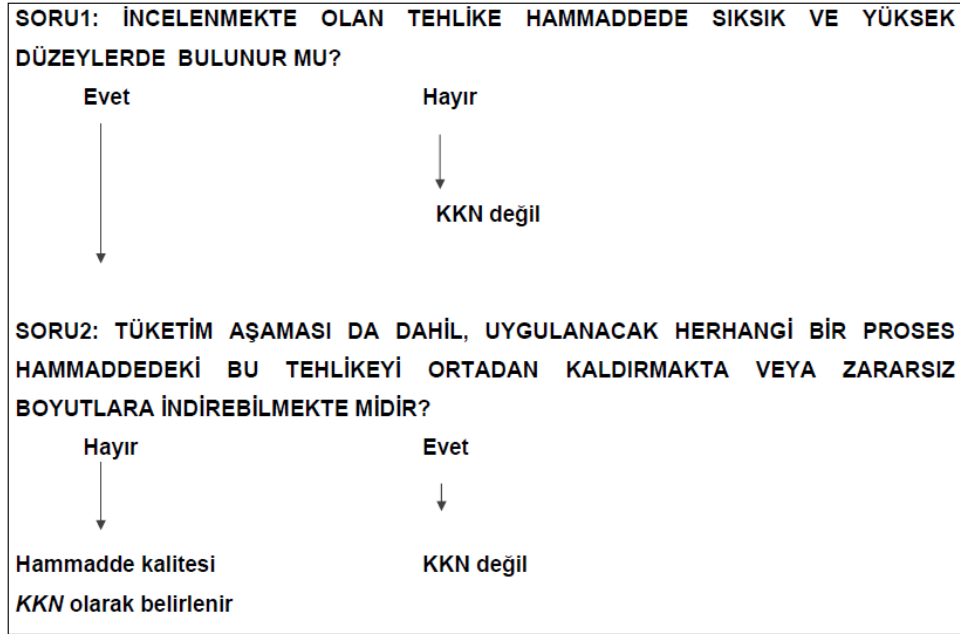 SORU1: İNCELENMEKTE OLAN TEHLİKE HAMMADDEDE SIKSIK VE YÜKSEK
DÜZEYLERDE BULUNUR MU?
Evet Hayır
KKN değil
SORU2: TÜKETİM AŞAMASI DA DAHİL, UYGULANACAK HERHANGİ BİR PROSES
HAMMADDEDEKİ BU TEHLİKEYİ ORTADAN KALDIRMAKTA VEYA ZARARSIZ
BOYUTLARA İNDİREBİLMEKTE MİDİR?
Hayır Evet
Hammadde kalitesi KKN değil
KKN olarak belirlenir